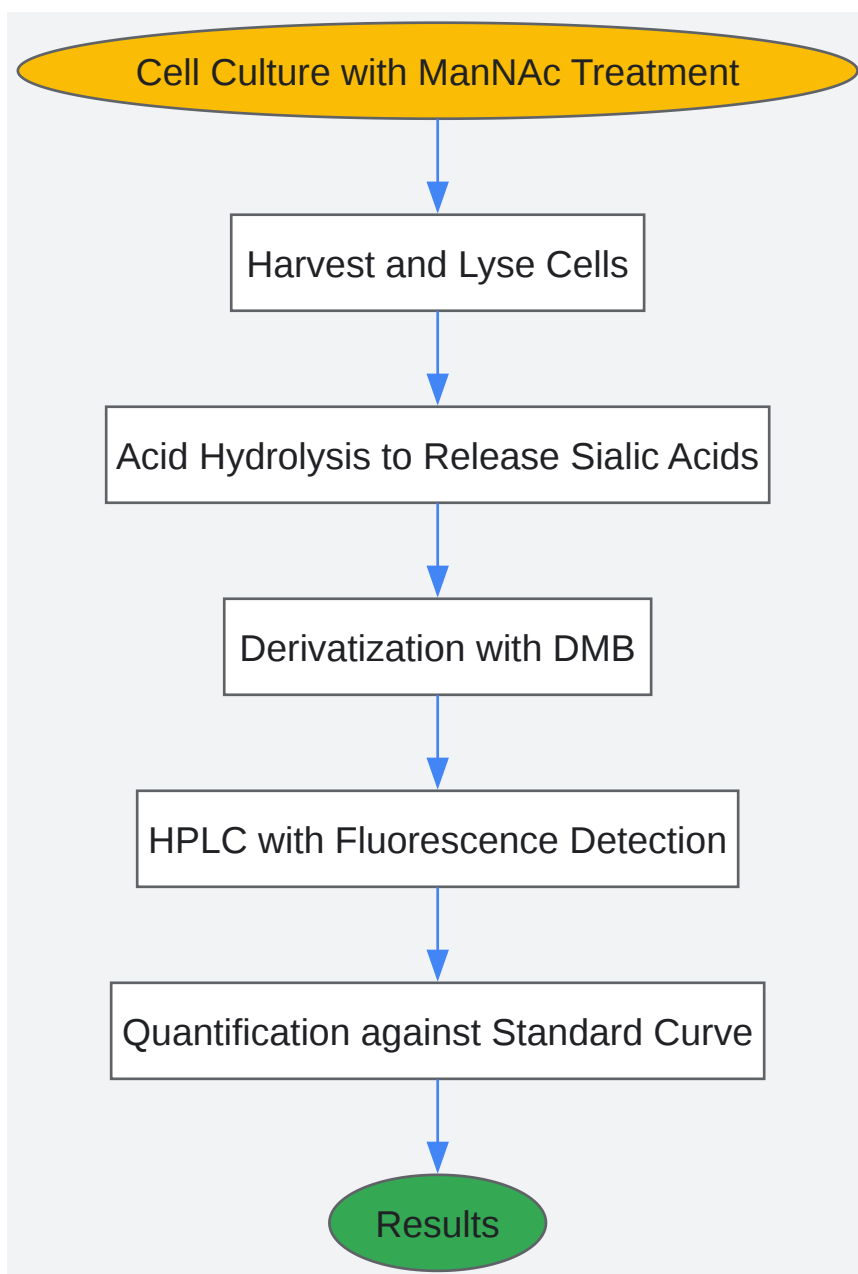 Cell Culture with ManNAc Treatment
Harvest and Lyse Cells
Acid Hydrolysis to Release Sialic Acids
Derivatization with DMB
HPLC with Fluorescence Detection
Quantification against Standard Curve
Results